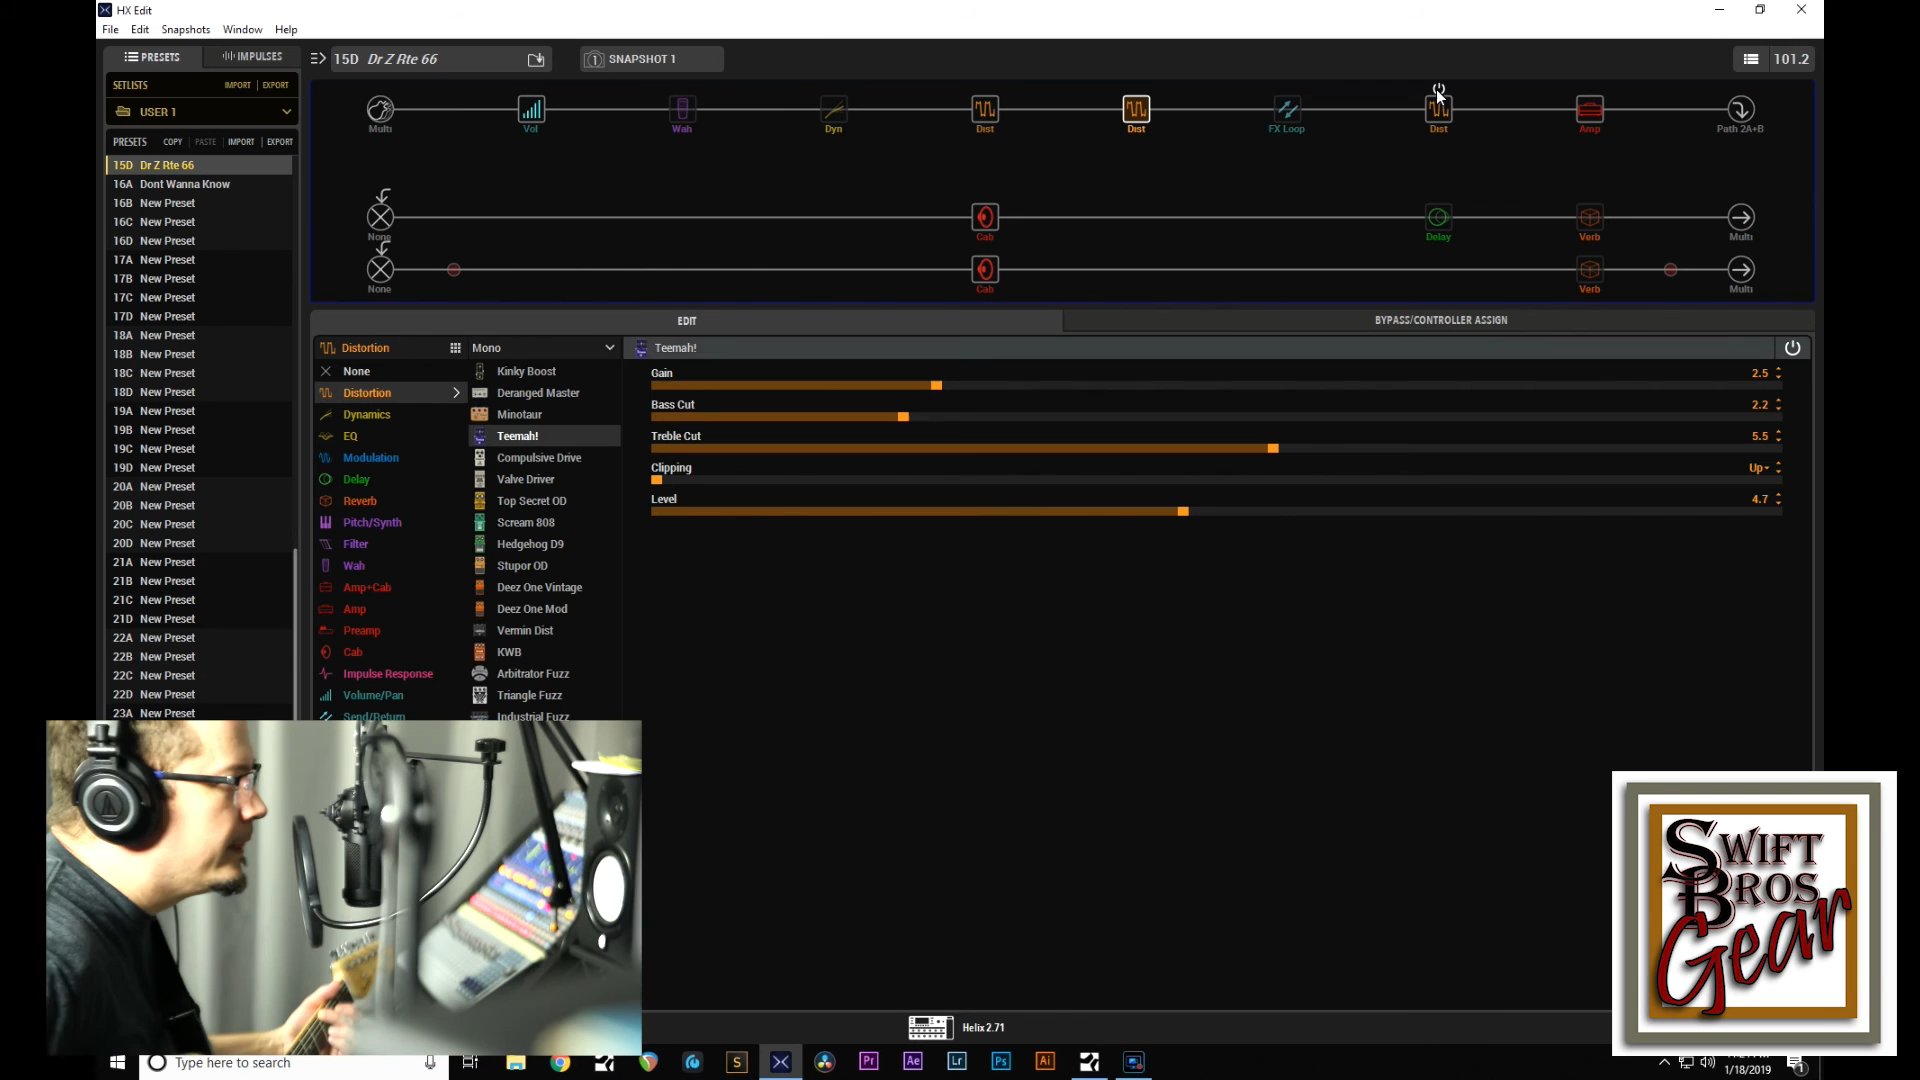 HX Edit
File Edit Snapshots Window Help
PRESETS IMPULSES
15D Dr Z Rte 66
1 SNAPSHOT 1
101.2
SETLISTS IMPORT | EXPORT
USER 1
PRESETS COPY PASTE IMPORT EXPORT
15D Dr Z Rte 66
16A Dont Wanna Know
16B New Preset
16C New Preset
16D New Preset
17A New Preset
17B New Preset
17C New Preset
17D New Preset
18A New Preset
18B New Preset
18C New Preset
18D New Preset
19A New Preset
19B New Preset
19C New Preset
19D New Preset
20A New Preset
20B New Preset
20C New Preset
20D New Preset
21A New Preset
21B New Preset
21C New Preset
21D New Preset
22A New Preset
22B New Preset
22C New Preset
22D New Preset
23A New Preset
Multi Vol Wah Dyn Dist Dist FX Loop Dist Amp Path 2A+B
None Cab Delay Verb Multi
None Cab Verb Multi
EDIT BYPASS/CONTROLLER ASSIGN
Distortion Mono Teemah!
None
Distortion
Dynamics
EQ
Modulation
Delay
Reverb
Pitch/Synth
Filter
Wah
Amp+Cab
Amp
Preamp
Cab
Impulse Response
Volume/Pan
Send/Return
Kinky Boost
Deranged Master
Minotaur
Teemah!
Compulsive Drive
Valve Driver
Top Secret OD
Scream 808
Hedgehog D9
Stupor OD
Deez One Vintage
Deez One Mod
Vermin Dist
KWB
Arbitrator Fuzz
Triangle Fuzz
Industrial Fuzz
Gain 2.5
Bass Cut 2.2
Treble Cut 5.5
Clipping Up
Level 4.7
Helix 2.71
SWIFT
BROS
Gear
Type here to search
S Pr Ae Lr Ps Ai
1/18/2019
1